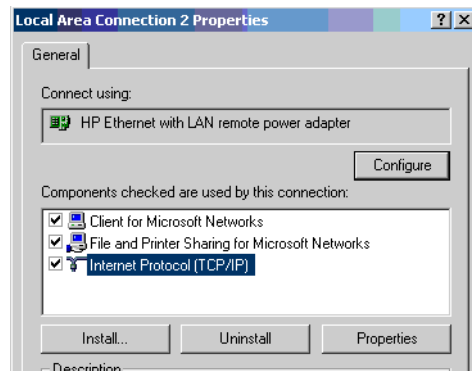 Local Area Connection 2 Properties
General
Connect using:
HP Ethernet with LAN remote power adapter
Configure
Components checked are used by this connection:
Client for Microsoft Networks
File and Printer Sharing for Microsoft Networks
Internet Protocol (TCP/IP)
Install... Uninstall Properties
Description